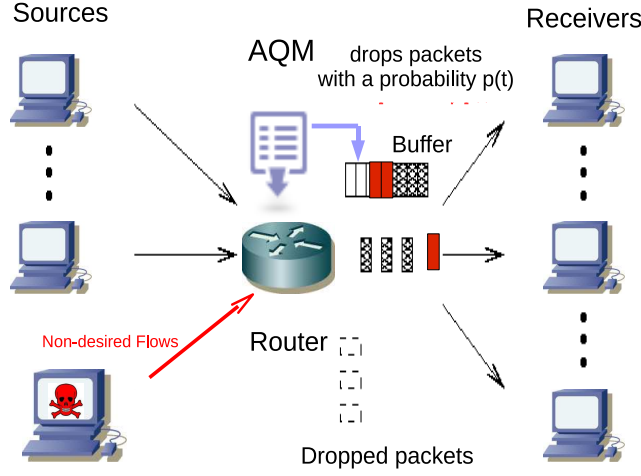 Sources
Receivers
AQM
drops packets
with a probability p(t)
Buffer
Non-desired Flows
Router
Dropped packets